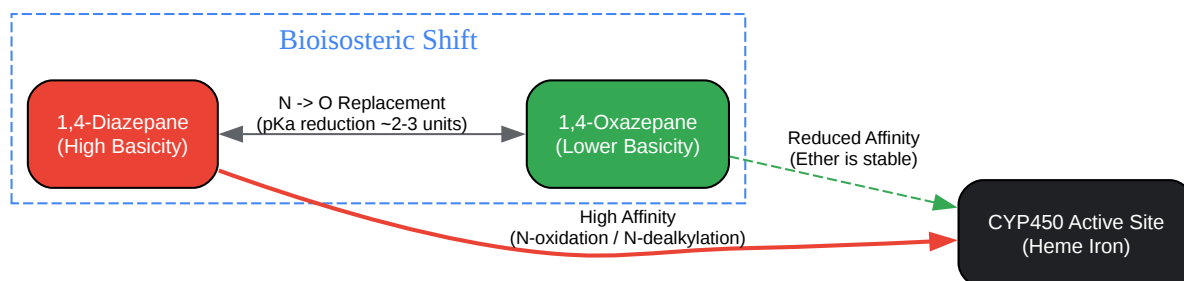 Bioisosteric Shift
1,4-Diazepane
(High Basicity)
N -> O Replacement
(pKa reduction ~2-3 units)
1,4-Oxazepane
(Lower Basicity)
Reduced Affinity
(Ether is stable)
High Affinity
(N-oxidation / N-dealkylation)
CYP450 Active Site
(Heme Iron)